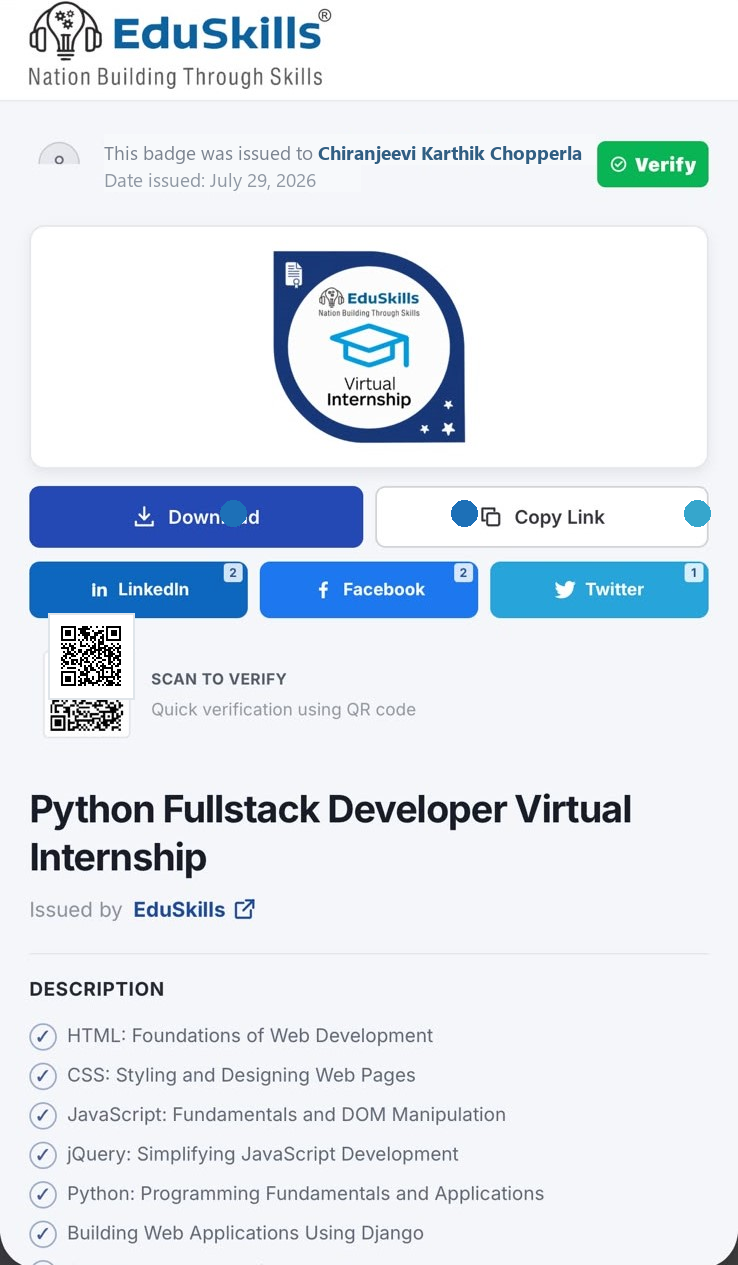 EduSkills®
Nation Building Through Skills
This badge was issued to Chiranjeevi Karthik Chopperla
Date issued: July 29, 2026
Verify
EduSkills
Nation Building Through Skills
Virtual
Internship
Copy Link
in LinkedIn 2
Facebook 2
Twitter 1
SCAN TO VERIFY
Quick verification using QR code
Python Fullstack Developer Virtual
Internship
Issued by EduSkills
DESCRIPTION
HTML: Foundations of Web Development
CSS: Styling and Designing Web Pages
JavaScript: Fundamentals and DOM Manipulation
jQuery: Simplifying JavaScript Development
Python: Programming Fundamentals and Applications
Building Web Applications Using Django